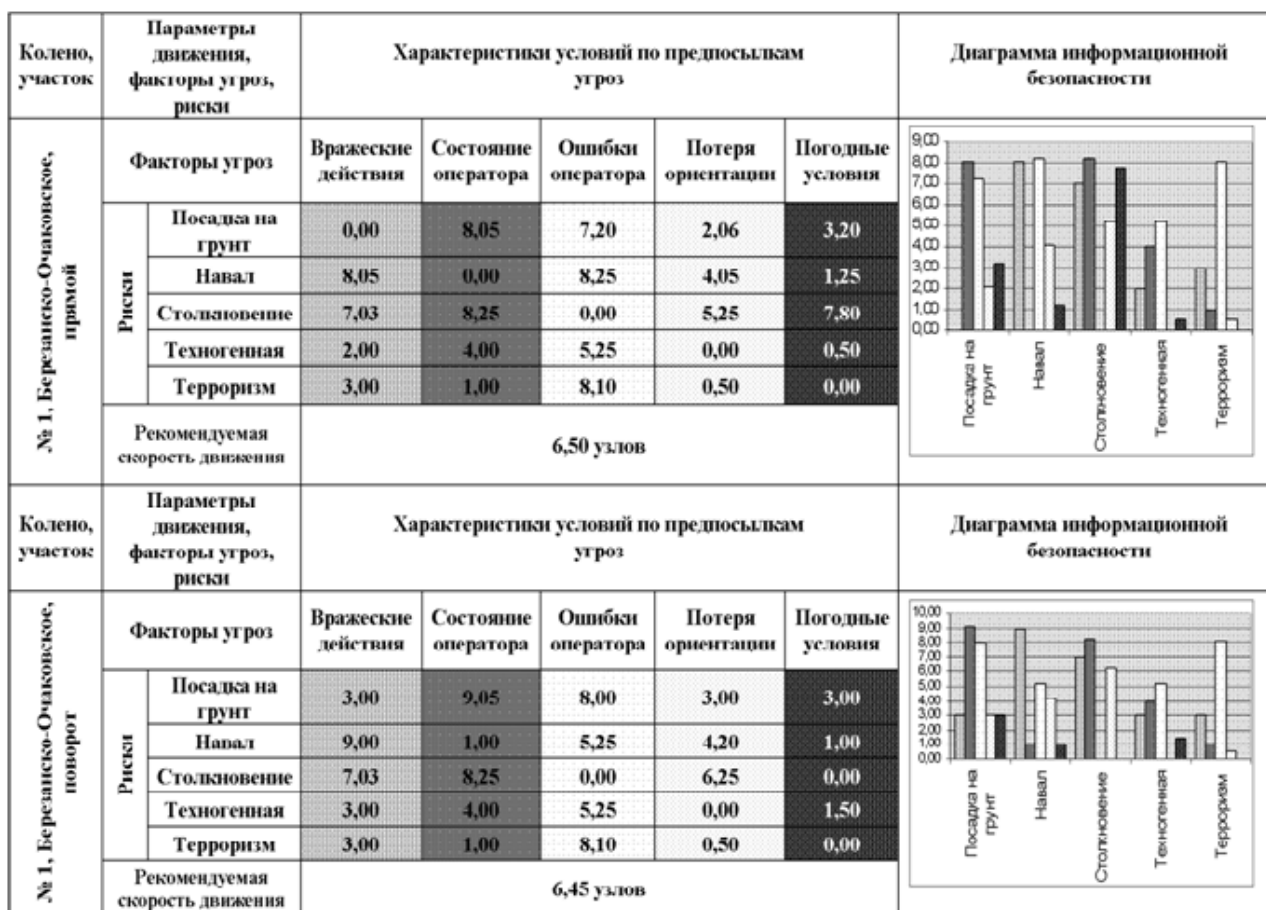 Колено, участок
Параметры движения, факторы угроз, риски
Характеристики условий по предпосылкам угроз
Диаграмма информационной безопасности
№ 1, Березанско-Очаковское, прямой
Факторы угроз
Вражеские действия
Состояние оператора
Ошибки оператора
Потеря ориентации
Погодные условия
Риски
Посадка на грунт 0,00 8,05 7,20 2,06 3,20
Навал 8,05 0,00 8,25 4,05 1,25
Столкновение 7,03 8,25 0,00 5,25 7,80
Техногенная 2,00 4,00 5,25 0,00 0,50
Терроризм 3,00 1,00 8,10 0,50 0,00
Рекомендуемая скорость движения
6,50 узлов
9,00
8,00
7,00
6,00
5,00
4,00
3,00
2,00
1,00
0,00
Посадка на грунт
Навал
Столкновение
Техногенная
Терроризм
Колено, участок
Параметры движения, факторы угроз, риски
Характеристики условий по предпосылкам угроз
Диаграмма информационной безопасности
№ 1, Березанско-Очаковское, поворот
Факторы угроз
Вражеские действия
Состояние оператора
Ошибки оператора
Потеря ориентации
Погодные условия
Риски
Посадка на грунт 3,00 9,05 8,00 3,00 3,00
Навал 9,00 1,00 5,25 4,20 1,00
Столкновение 7,03 8,25 0,00 6,25 0,00
Техногенная 3,00 4,00 5,25 0,00 1,50
Терроризм 3,00 1,00 8,10 0,50 0,00
Рекомендуемая скорость движения
6,45 узлов
10,00
9,00
8,00
7,00
6,00
5,00
4,00
3,00
2,00
1,00
0,00
Посадка на грунт
Навал
Столкновение
Техногенная
Терроризм